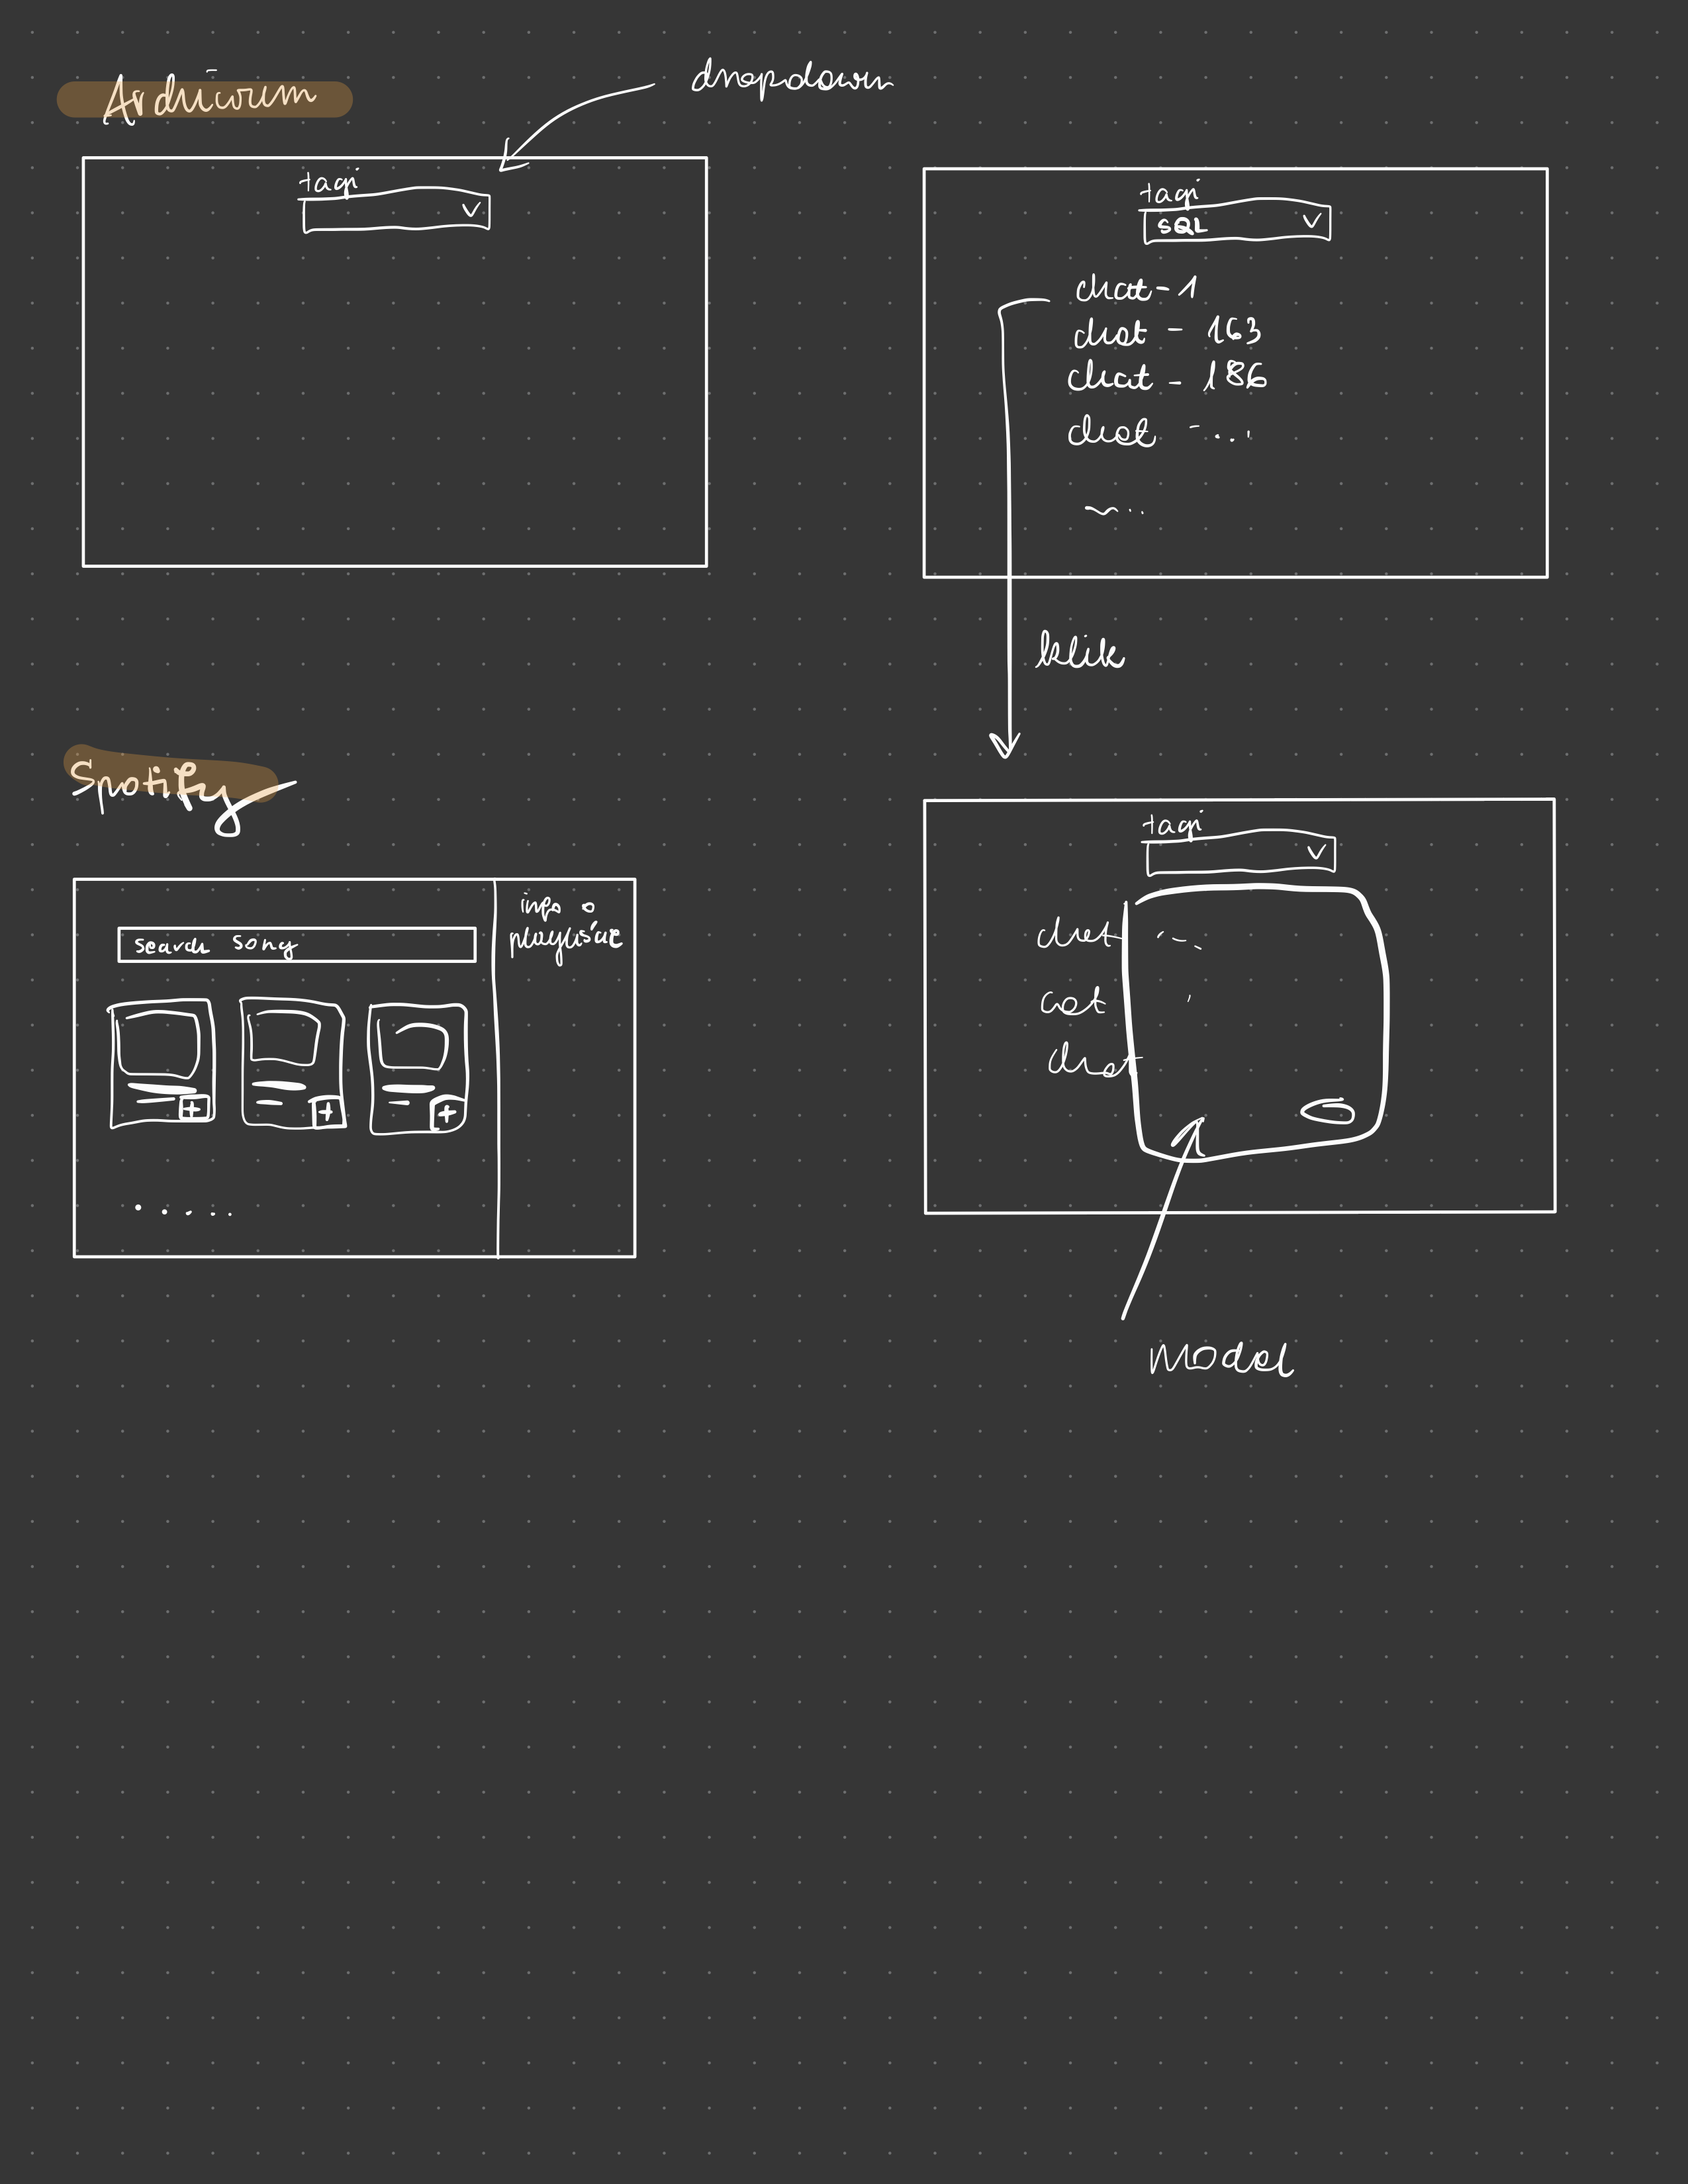 Archiwum
dropdown
tagi
tagi
SQL
chat - 1
chat - 163
chat - 186
chat - ...
klik
Spotify
search song
info o
playliście
tagi
chat - - -
cat
chat -
modal